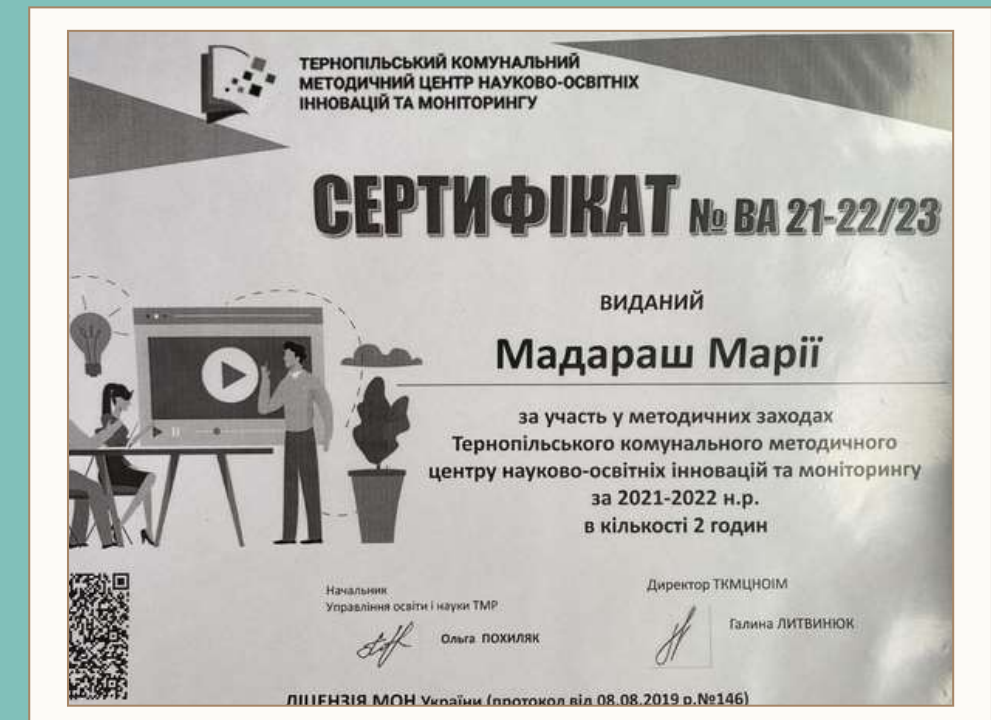 ТЕРНОПІЛЬСЬКИЙ КОМУНАЛЬНИЙ
МЕТОДИЧНИЙ ЦЕНТР НАУКОВО-ОСВІТНІХ
ІННОВАЦІЙ ТА МОНІТОРИНГУ
СЕРТИФІКАТ № ВА 21-22/23
ВИДАНИЙ
Мадараш Марії
за участь у методичних заходах
Тернопільського комунального методичного
центру науково-освітніх інновацій та моніторингу
за 2021-2022 н.р.
в кількості 2 годин
Начальник
Управління освіти і науки ТМР
Ольга ПОХИЛЯК
Директор ТКМЦНОІМ
Галина ЛИТВИНЮК
ЛІЦЕНЗІЯ МОН України (протокол від 08.08.2019 р.№146)